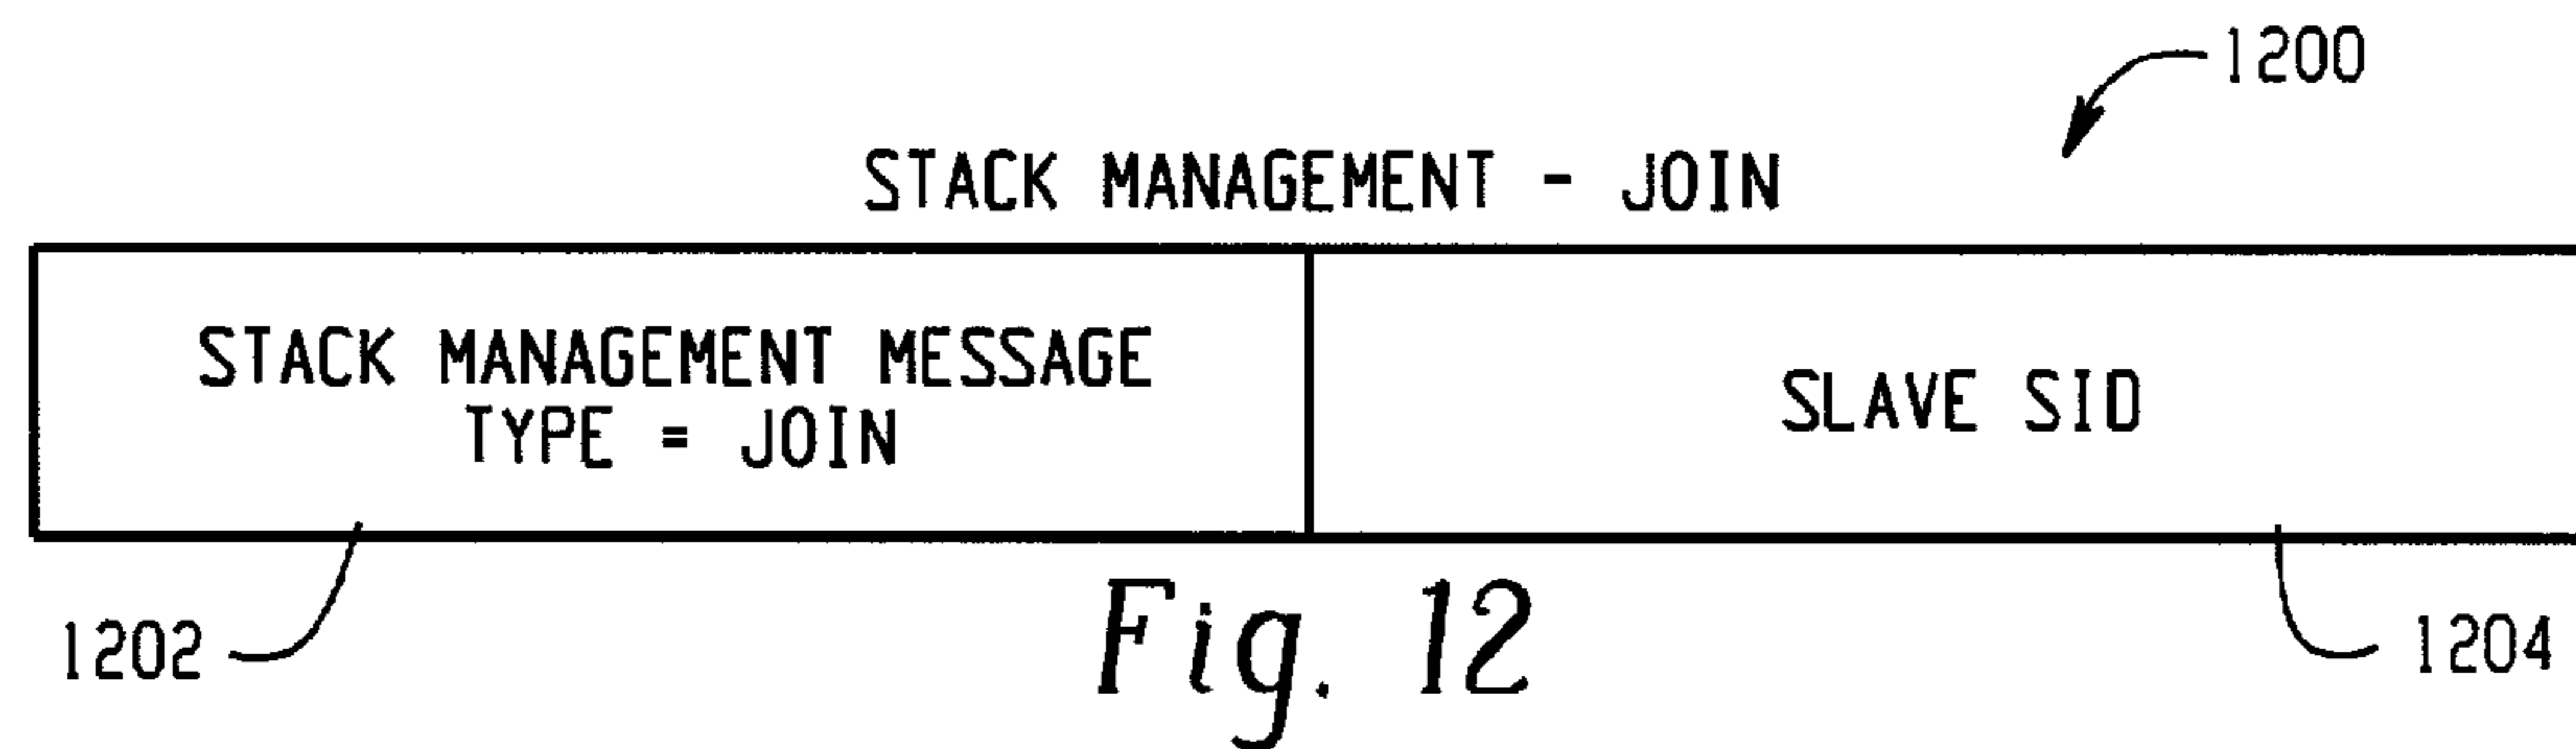 1200
STACK MANAGEMENT - JOIN
STACK MANAGEMENT MESSAGE
TYPE = JOIN
SLAVE SID
1202
1204
Fig. 12